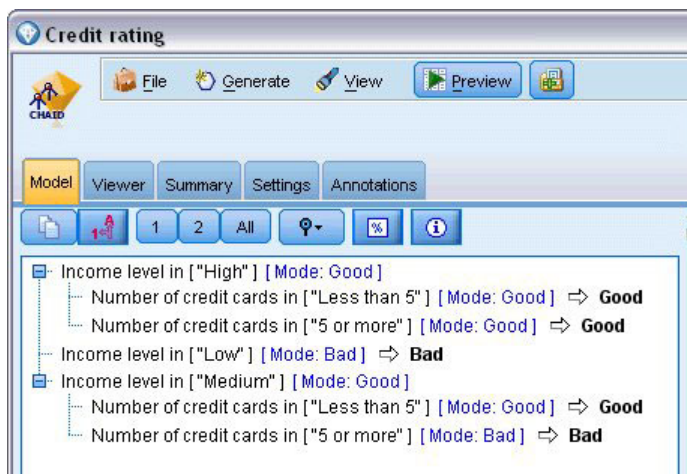 Credit rating
File Generate View Preview
CHAID
Model Viewer Summary Settings Annotations
1 2 All %
Income level in ["High"] [Mode: Good]
Number of credit cards in ["Less than 5"] [Mode: Good] ⇨ Good
Number of credit cards in ["5 or more"] [Mode: Good] ⇨ Good
Income level in ["Low"] [Mode: Bad] ⇨ Bad
Income level in ["Medium"] [Mode: Good]
Number of credit cards in ["Less than 5"] [Mode: Good] ⇨ Good
Number of credit cards in ["5 or more"] [Mode: Bad] ⇨ Bad